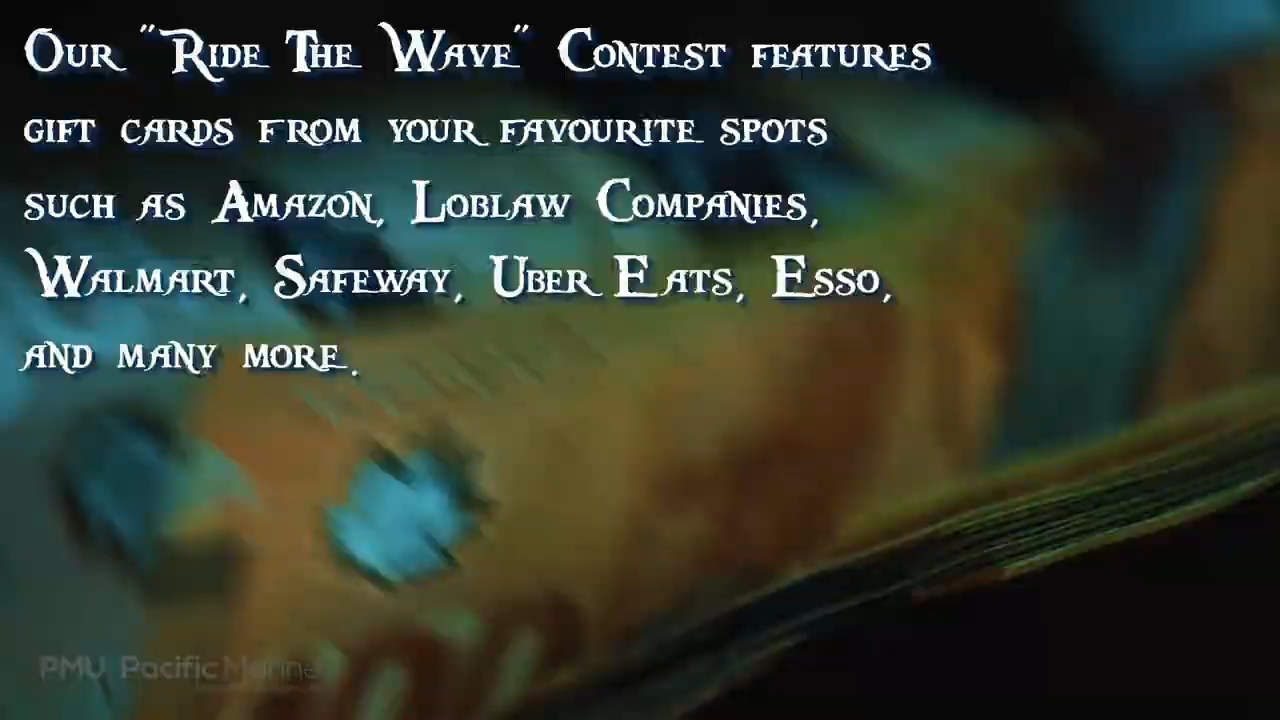 Our "Ride The Wave" Contest features
gift cards from your favourite spots
such as Amazon, Loblaw Companies,
Walmart, Safeway, Uber Eats, Esso,
and many more.
PMU Pacific Marine